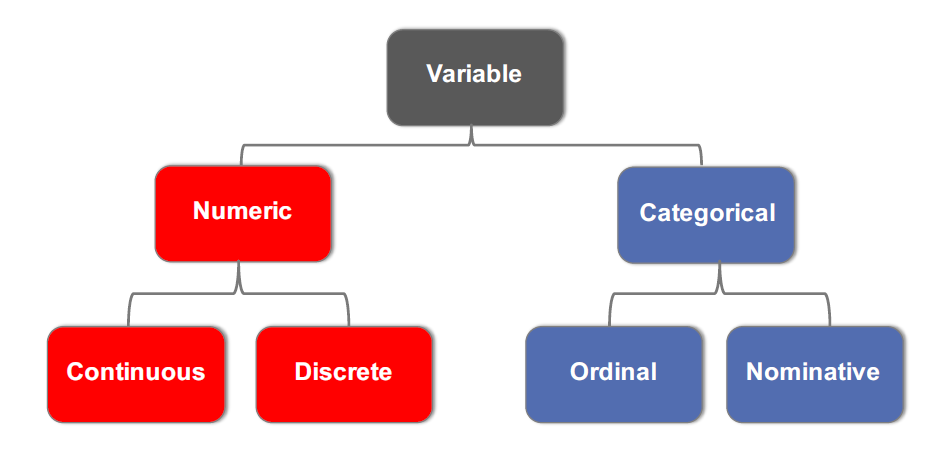 Variable
Numeric
Categorical
Continuous
Discrete
Ordinal
Nominative